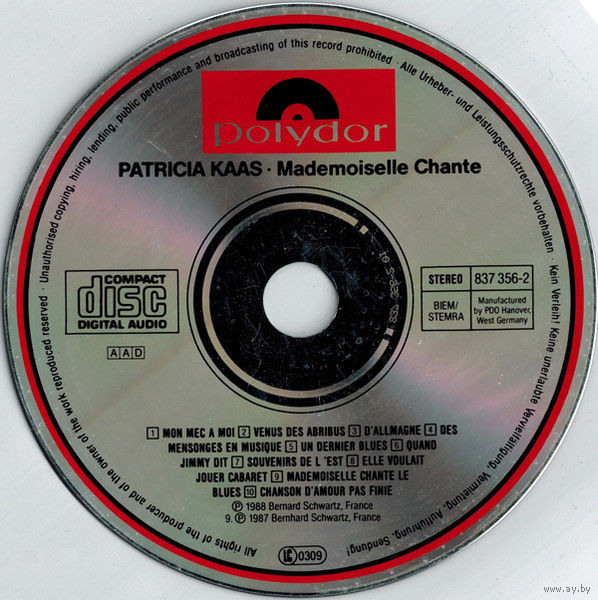 All rights of the producer and of the owner of the work reproduced reserved · Unauthorised copying, hiring, lending, public performance and broadcasting of this record prohibited · Alle Urheber- und Leistungsschutzrechte vorbehalten · Kein Verleih! Keine unerlaubte Vervielfältigung, Vermietung, Aufführung, Sendung!
polydor
PATRICIA KAAS · Mademoiselle Chante
COMPACT
disc
DIGITAL AUDIO
AAD
STEREO 837 356-2
BIEM/
STEMRA
Manufactured
by PDO Hanover,
West Germany
1 MON MEC A MOI 2 VENUS DES ABRIBUS 3 D'ALLMAGNE 4 DES
MENSONGES EN MUSIQUE 5 UN DERNIER BLUES 6 QUAND
JIMMY DIT 7 SOUVENIRS DE L 'EST 8 ELLE VOULAIT
JOUER CABARET 9 MADEMOISELLE CHANTE LE
BLUES 10 CHANSON D'AMOUR PAS FINIE
Ⓟ 1988 Bernard Schwartz, France
9. Ⓟ 1987 Bernhard Schwartz, France
LC 0309
www.ay.by